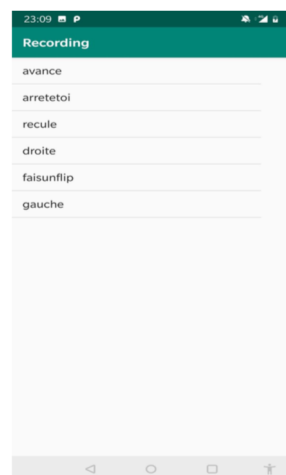 23:09 P
Recording
avance
arretetoi
recule
droite
faisunflip
gauche